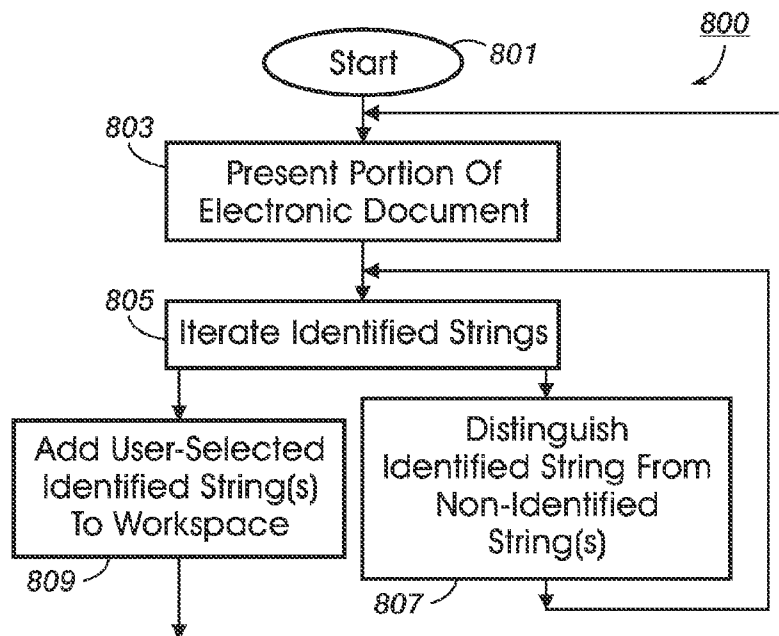 Start
801
800
803
Present Portion Of
Electronic Document
805
Iterate Identified Strings
Add User-Selected
Identified String(s)
To Workspace
809
Distinguish
Identified String From
Non-Identified
String(s)
807